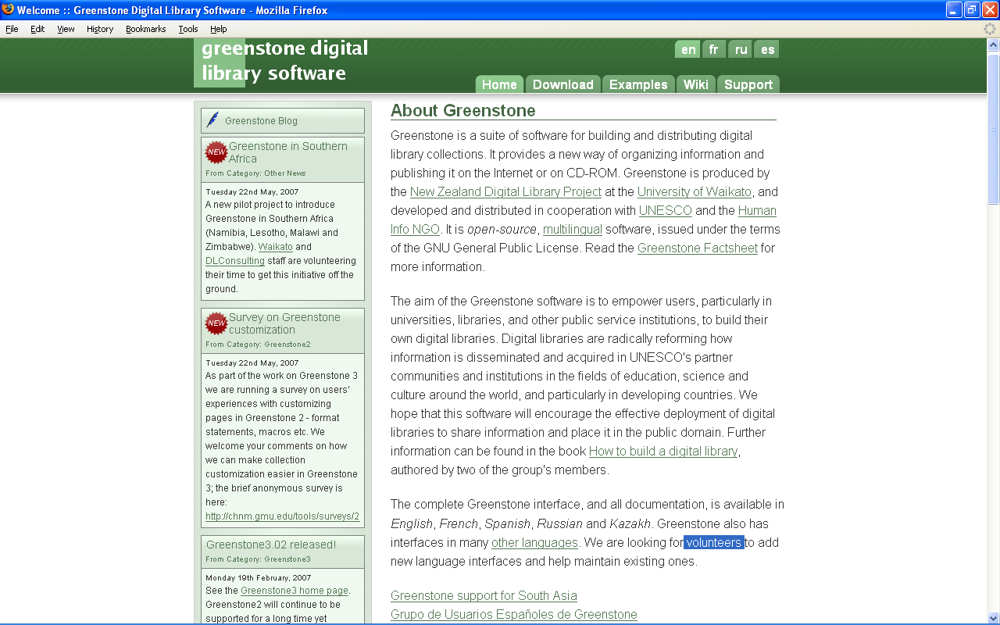 Welcome :: Greenstone Digital Library Software - Mozilla Firefox
File Edit View History Bookmarks Tools Help
greenstone digital
library software
en fr ru es
Home Download Examples Wiki Support
Greenstone Blog
NEW
Greenstone in Southern
Africa
From Category: Other News
Tuesday 22nd May, 2007
A new pilot project to introduce
Greenstone in Southern Africa
(Namibia, Lesotho, Malawi and
Zimbabwe). Waikato and
DLConsulting staff are volunteering
their time to get this initiative off the
ground.
NEW
Survey on Greenstone
customization
From Category: Greenstone2
Tuesday 22nd May, 2007
As part of the work on Greenstone 3
we are running a survey on users'
experiences with customizing
pages in Greenstone 2 - format
statements, macros etc. We
welcome your comments on how
we can make collection
customization easier in Greenstone
3; the brief anonymous survey is
here:
http://chnm.gmu.edu/tools/surveys/2
Greenstone3.02 released!
From Category: Greenstone3
Monday 19th February, 2007
See the Greenstone3 home page.
Greenstone2 will continue to be
supported for a long time yet
About Greenstone
Greenstone is a suite of software for building and distributing digital
library collections. It provides a new way of organizing information and
publishing it on the Internet or on CD-ROM. Greenstone is produced by
the New Zealand Digital Library Project at the University of Waikato, and
developed and distributed in cooperation with UNESCO and the Human
Info NGO. It is open-source, multilingual software, issued under the terms
of the GNU General Public License. Read the Greenstone Factsheet for
more information.
The aim of the Greenstone software is to empower users, particularly in
universities, libraries, and other public service institutions, to build their
own digital libraries. Digital libraries are radically reforming how
information is disseminated and acquired in UNESCO's partner
communities and institutions in the fields of education, science and
culture around the world, and particularly in developing countries. We
hope that this software will encourage the effective deployment of digital
libraries to share information and place it in the public domain. Further
information can be found in the book How to build a digital library,
authored by two of the group's members.
The complete Greenstone interface, and all documentation, is available in
English, French, Spanish, Russian and Kazakh. Greenstone also has
interfaces in many other languages. We are looking for volunteers to add
new language interfaces and help maintain existing ones.
Greenstone support for South Asia
Grupo de Usuarios Españoles de Greenstone